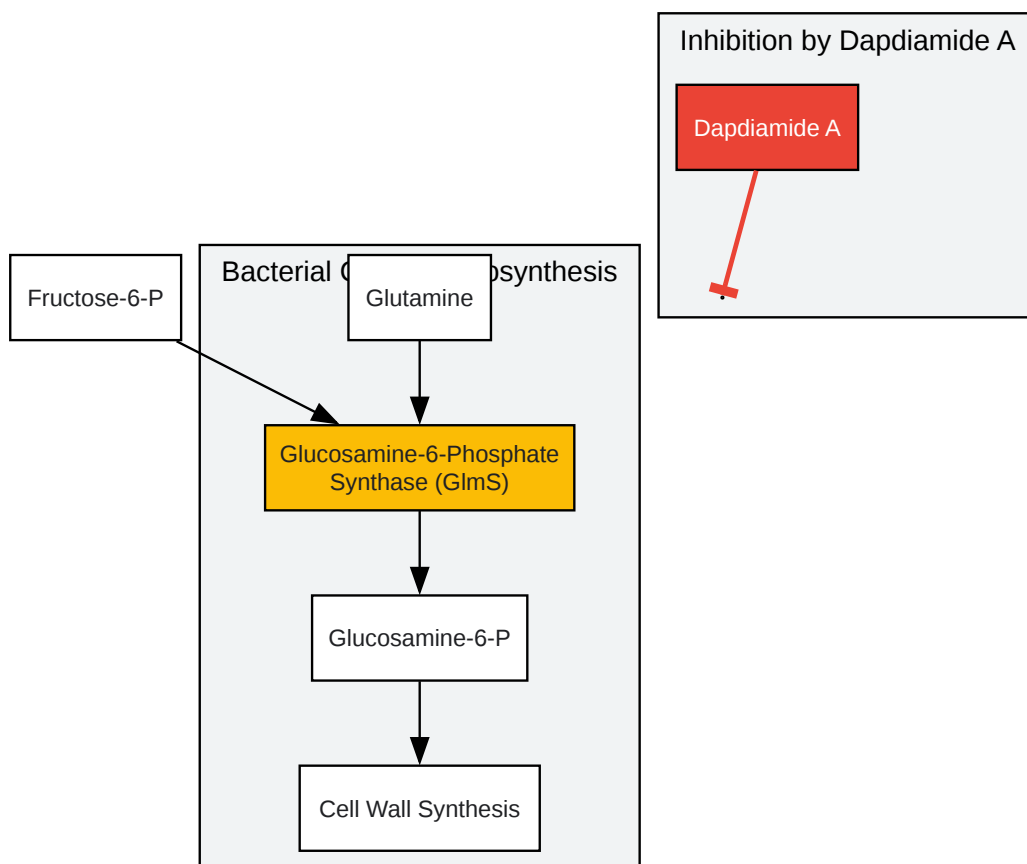 Inhibition by Dapdiamide A
Dapdiamide A
Bacterial
osynthesis
Fructose-6-P
Glutamine
Glucosamine-6-Phosphate
Synthase (GlmS)
Glucosamine-6-P
Cell Wall Synthesis